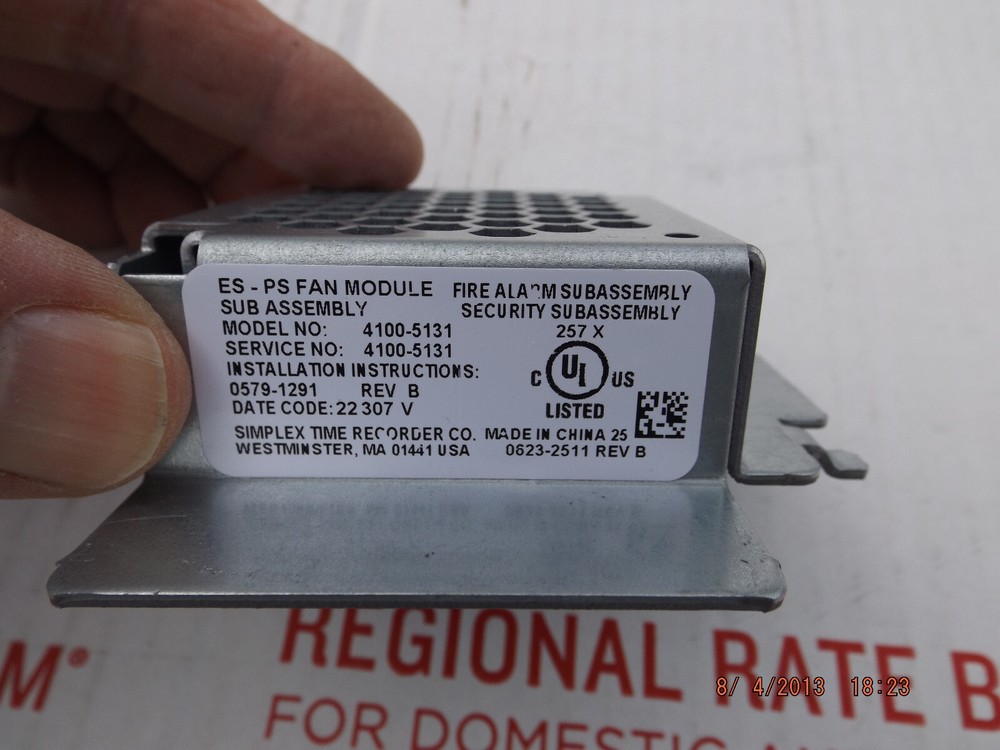 ES - PS FAN MODULE
SUB ASSEMBLY
MODEL NO: 4100-5131
SERVICE NO: 4100-5131
INSTALLATION INSTRUCTIONS:
0579-1291 REV B
DATE CODE: 22 307 V
SIMPLEX TIME RECORDER CO.
WESTMINSTER, MA 01441 USA
FIRE ALARM SUBASSEMBLY
SECURITY SUBASSEMBLY
257 X
C UL US
LISTED
MADE IN CHINA 25
0623-2511 REV B
M®
REGIONAL RATE B
FOR DOMESTIC
8/ 4/2013 18:23